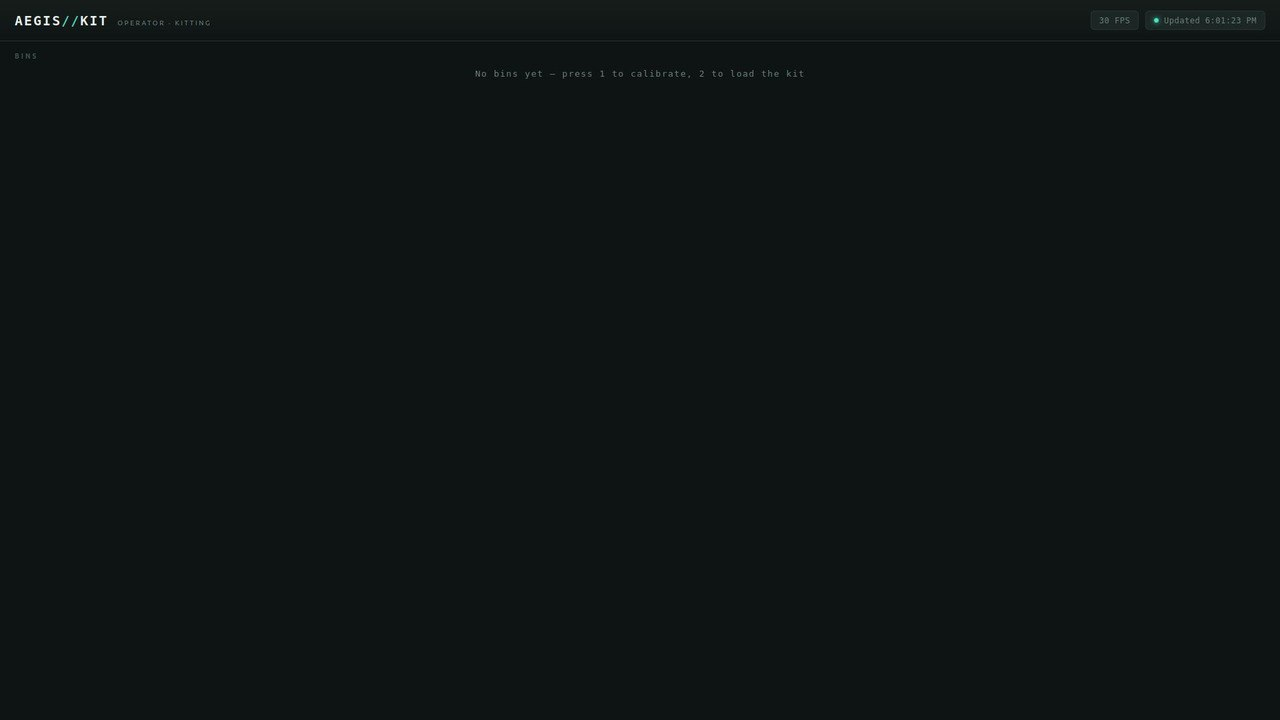 AEGIS//KIT OPERATOR · KITTING
30 FPS
Updated 6:01:23 PM
BINS
No bins yet — press 1 to calibrate, 2 to load the kit